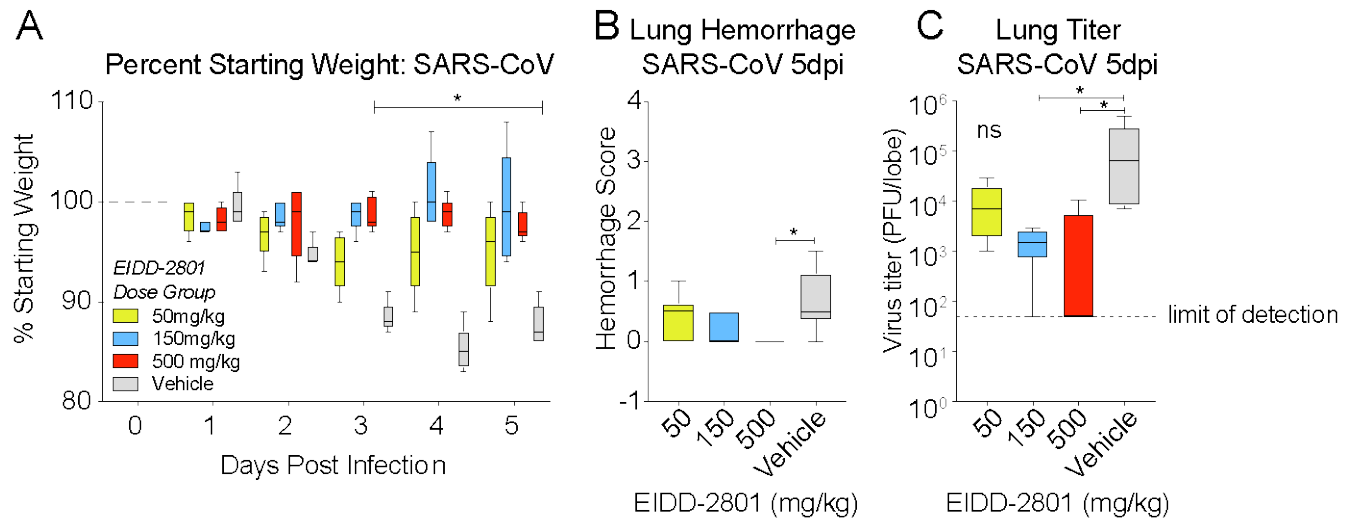 A
Percent Starting Weight: SARS-CoV
*
110
100
90
80
% Starting Weight
EIDD-2801
Dose Group
50mg/kg
150mg/kg
500 mg/kg
Vehicle
0 1 2 3 4 5
Days Post Infection
B
Lung Hemorrhage
SARS-CoV 5dpi
4
3
2
1
0
-1
Hemorrhage Score
*
50 150 500 Vehicle
EIDD-2801 (mg/kg)
C
Lung Titer
SARS-CoV 5dpi
10⁶
10⁵
10⁴
10³
10²
10¹
10⁰
Virus titer (PFU/lobe)
ns
*
*
limit of detection
50 150 500 Vehicle
EIDD-2801 (mg/kg)